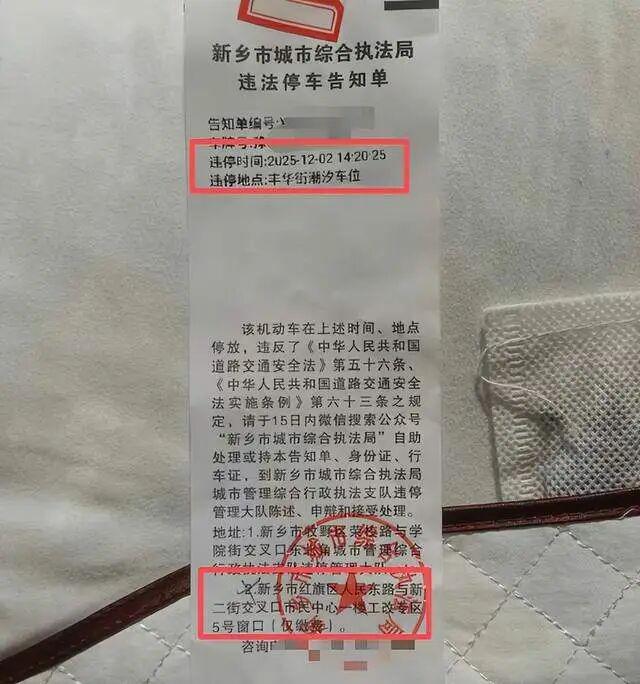 新乡市城市综合执法局
违法停车告知单
告知单编号:
违停时间:2025-12-02 14:20:25
违停地点:丰华街潮汐车位
该机动车在上述时间、地点
停放，违反了《中华人民共和国
道路交通安全法》第五十六条、
《中华人民共和国道路交通安全
法实施条例》第六十三条之规
定，请于15日内微信搜索公众号
“新乡市城市综合执法局”自助
处理或持本告知单、身份证、行
车证，到新乡市城市综合执法局
城市管理综合行政执法支队违停
管理大队陈述、申辩和接受处理。
地址:1.新乡市牧野区荣校路与学
院街交叉口东北角城市管理综合
行政执法支队违停管理大队
2.新乡市红旗区人民东路与新
二街交叉口市民中心一楼工改专区
5号窗口（仅缴费）。
咨询